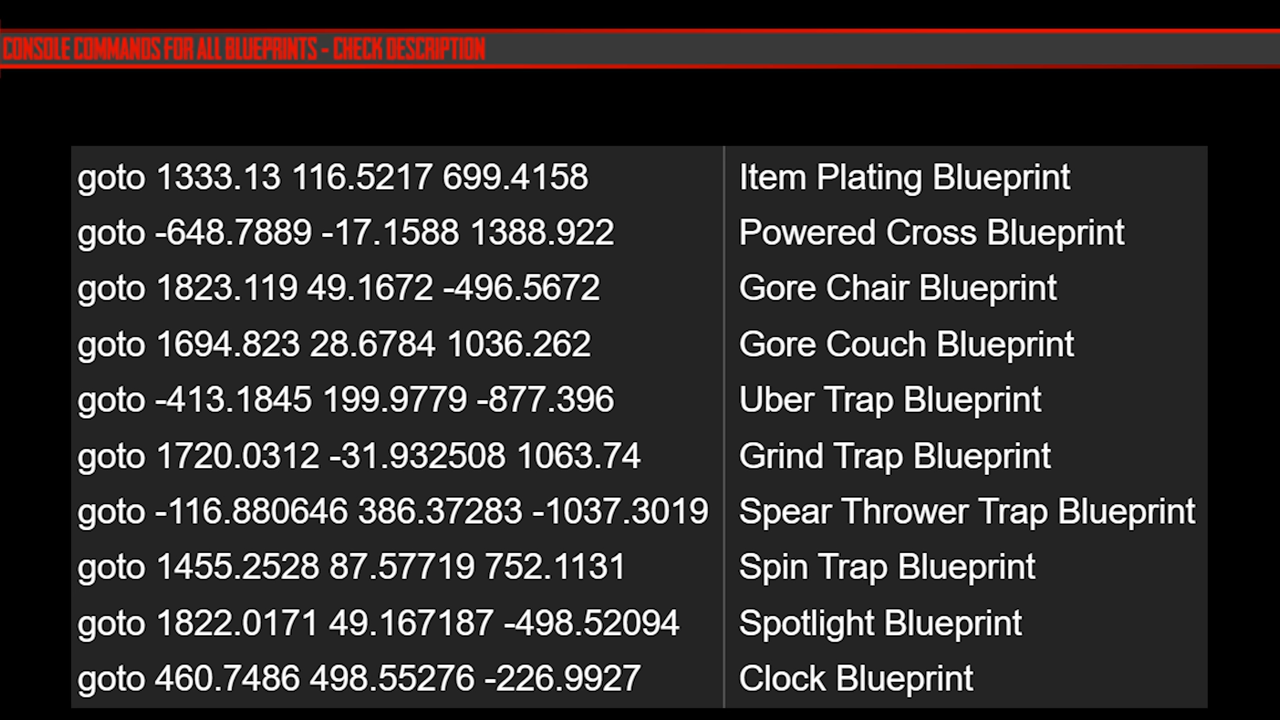 CONSOLE COMMANDS FOR ALL BLUEPRINTS - CHECK DESCRIPTION
goto 1333.13 116.5217 699.4158 Item Plating Blueprint
goto -648.7889 -17.1588 1388.922 Powered Cross Blueprint
goto 1823.119 49.1672 -496.5672 Gore Chair Blueprint
goto 1694.823 28.6784 1036.262 Gore Couch Blueprint
goto -413.1845 199.9779 -877.396 Uber Trap Blueprint
goto 1720.0312 -31.932508 1063.74 Grind Trap Blueprint
goto -116.880646 386.37283 -1037.3019 Spear Thrower Trap Blueprint
goto 1455.2528 87.57719 752.1131 Spin Trap Blueprint
goto 1822.0171 49.167187 -498.52094 Spotlight Blueprint
goto 460.7486 498.55276 -226.9927 Clock Blueprint